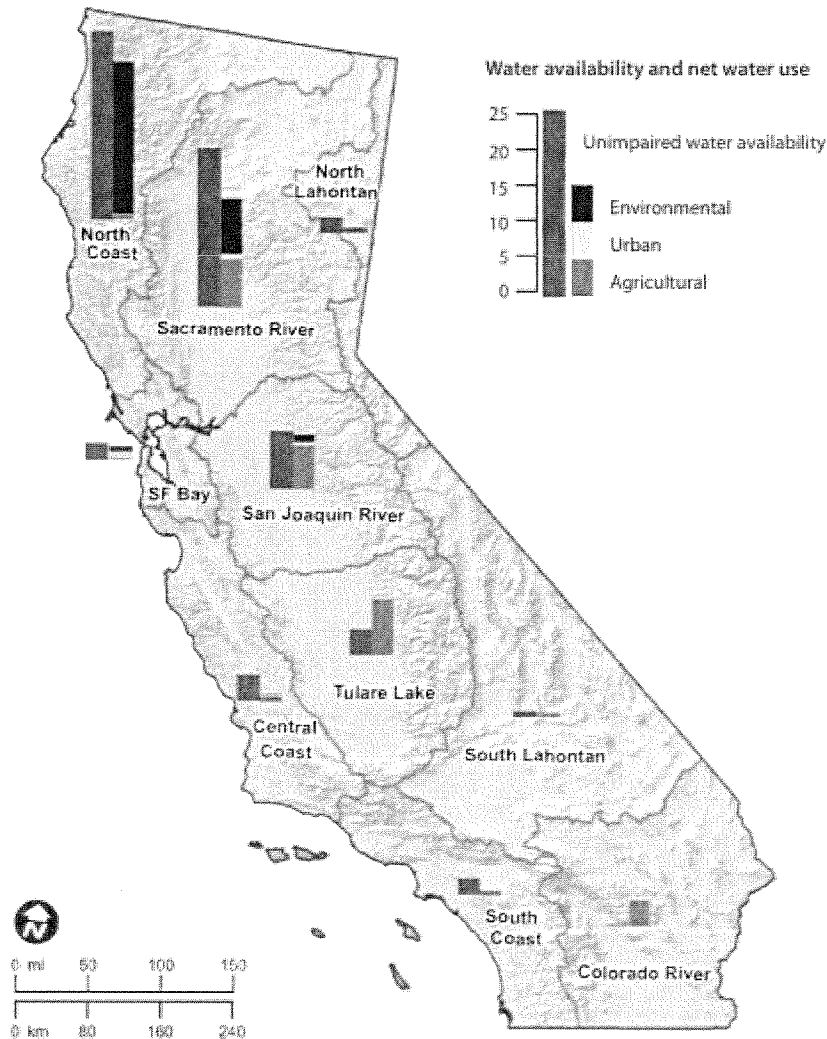 Water availability and net water use
25
20
15
10
5
0
Unimpaired water availability
Environmental
Urban
Agricultural
North
Coast
North
Lahontan
Sacramento River
SF Bay
San Joaquin River
Tulare Lake
Central
Coast
South Lahontan
South
Coast
Colorado River
N
0 mi 50 100 150
0 km 80 160 240